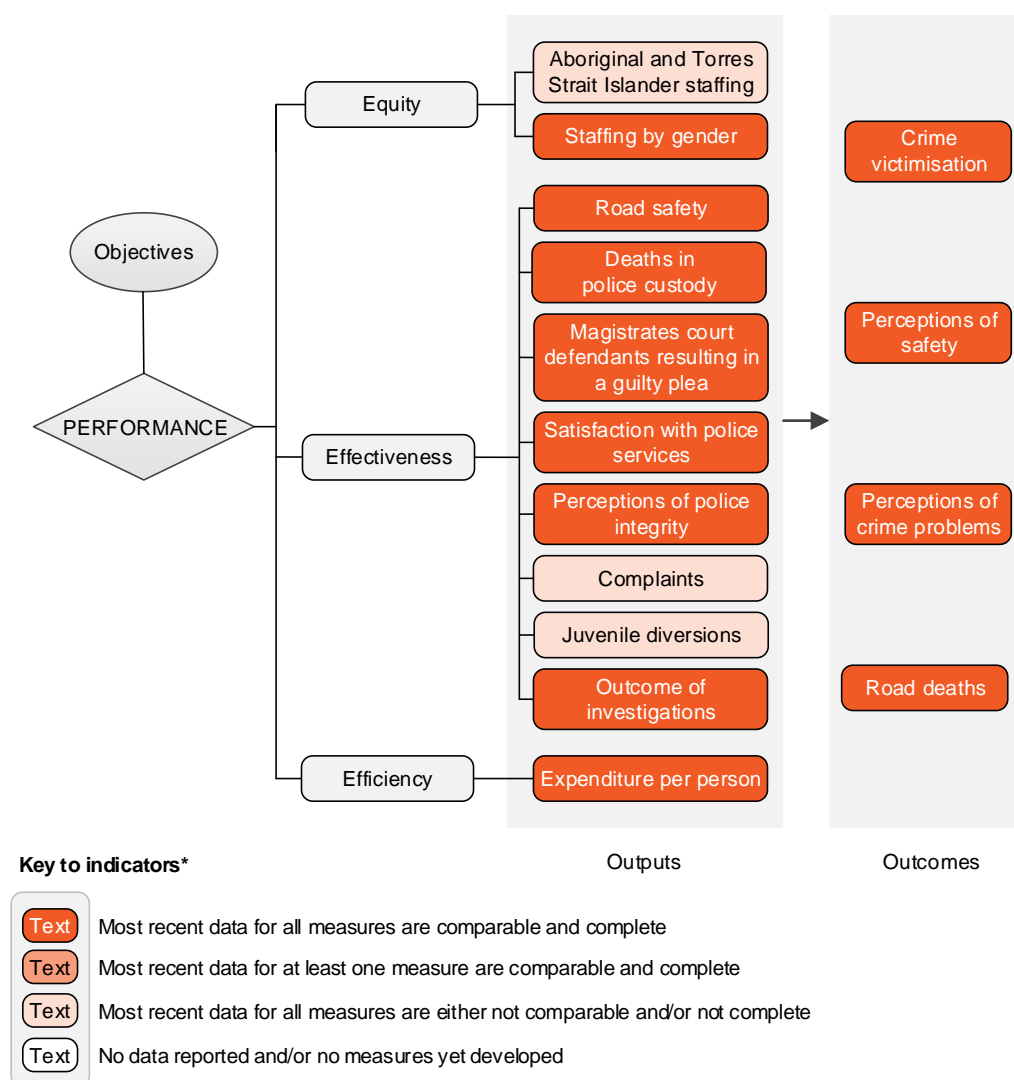 Objectives
PERFORMANCE
Equity
Aboriginal and Torres
Strait Islander staffing
Staffing by gender
Effectiveness
Road safety
Deaths in
police custody
Magistrates court
defendants resulting in
a guilty plea
Satisfaction with police
services
Perceptions of police
integrity
Complaints
Juvenile diversions
Outcome of
investigations
Efficiency
Expenditure per person
Crime
victimisation
Perceptions of
safety
Perceptions of
crime problems
Road deaths
Outputs
Outcomes
Key to indicators*
Text Most recent data for all measures are comparable and complete
Text Most recent data for at least one measure are comparable and complete
Text Most recent data for all measures are either not comparable and/or not complete
Text No data reported and/or no measures yet developed